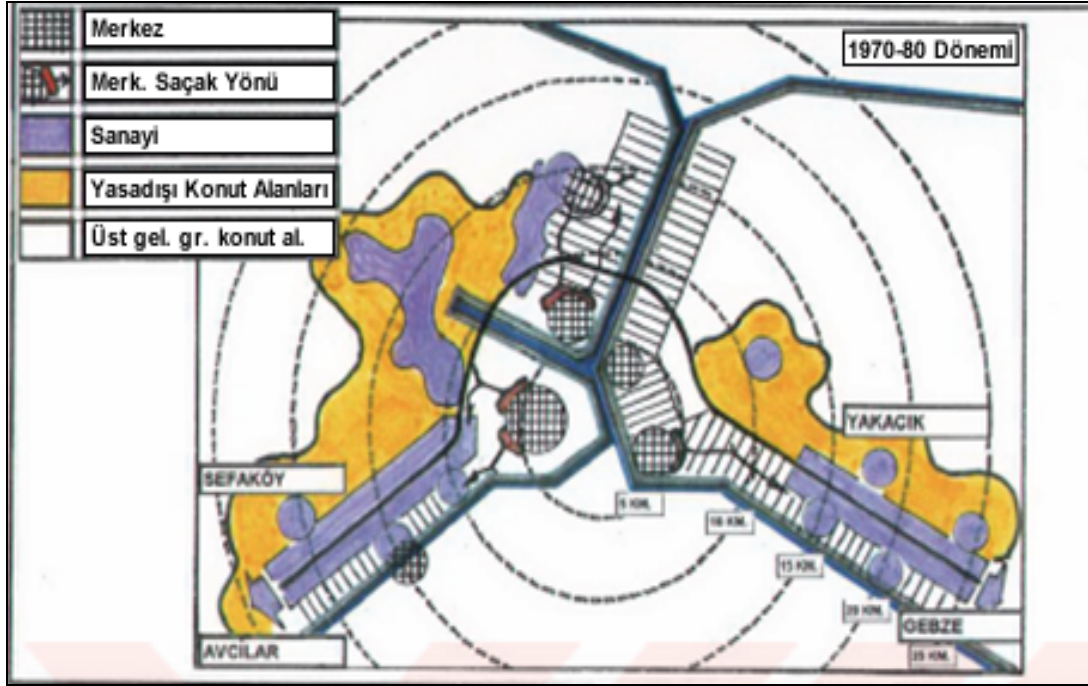 Merkez
1970-80 Dönemi
Merk. Saçak Yönü
Sanayi
Yasadışı Konut Alanları
Üst gel. gr. konut al.
YAKACIK
SEFAKÖY
5 KM.
10 KM.
15 KM.
20 KM.
GEBZE
AVCILAR
25 KM.